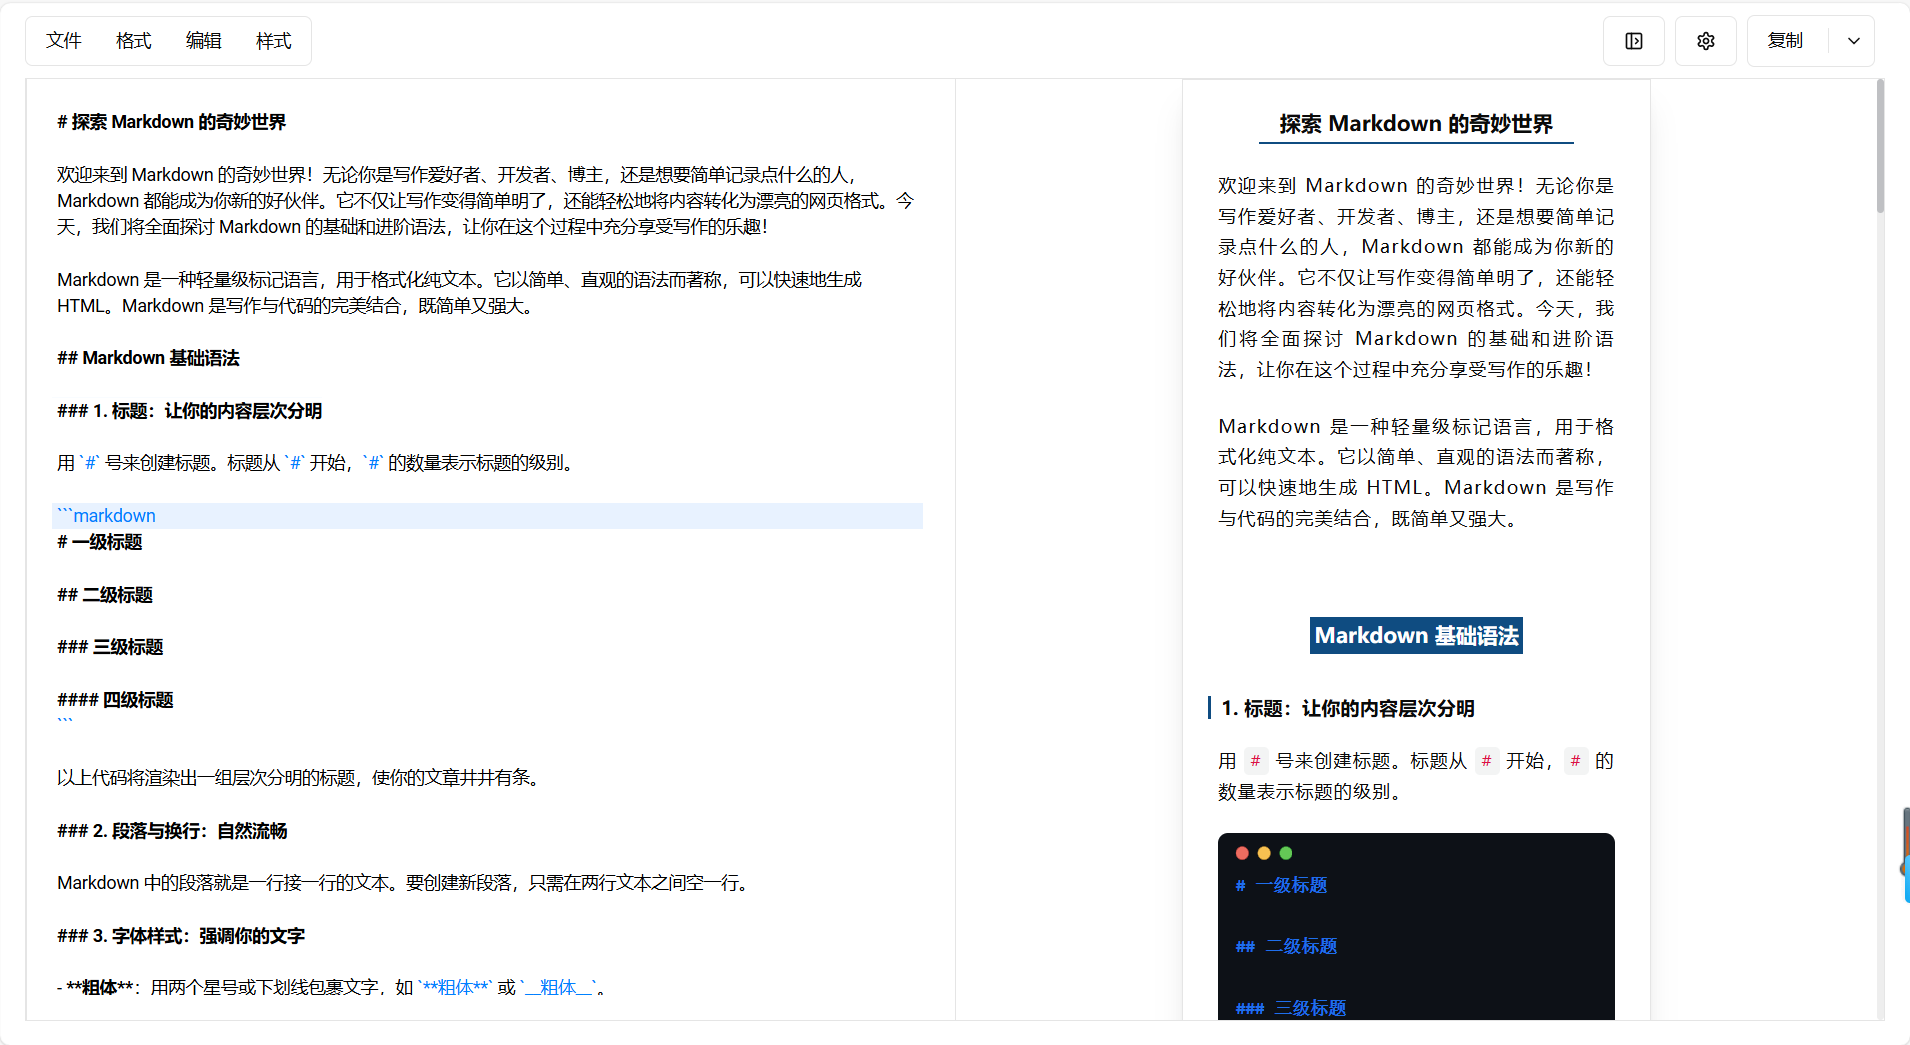 文件 格式 编辑 样式 复制
# 探索 Markdown 的奇妙世界
欢迎来到 Markdown 的奇妙世界！无论你是写作爱好者、开发者、博主，还是想要简单记录点什么的人，
Markdown 都能成为你新的好伙伴。它不仅让写作变得简单明了，还能轻松地将内容转化为漂亮的网页格式。今
天，我们将全面探讨 Markdown 的基础和进阶语法，让你在这个过程中充分享受写作的乐趣！
Markdown 是一种轻量级标记语言，用于格式化纯文本。它以简单、直观的语法而著称，可以快速地生成
HTML。Markdown 是写作与代码的完美结合，既简单又强大。
## Markdown 基础语法
### 1. 标题：让你的内容层次分明
用 `#` 号来创建标题。标题从 `#` 开始，`#` 的数量表示标题的级别。
```markdown
# 一级标题
## 二级标题
### 三级标题
#### 四级标题
```
以上代码将渲染出一组层次分明的标题，使你的文章井井有条。
### 2. 段落与换行：自然流畅
Markdown 中的段落就是一行接一行的文本。要创建新段落，只需在两行文本之间空一行。
### 3. 字体样式：强调你的文字
- **粗体**：用两个星号或下划线包裹文字，如 `**粗体**` 或 `__粗体__`。
探索 Markdown 的奇妙世界
欢迎来到 Markdown 的奇妙世界！无论你是
写作爱好者、开发者、博主，还是想要简单记
录点什么的人，Markdown 都能成为你新的
好伙伴。它不仅让写作变得简单明了，还能轻
松地将内容转化为漂亮的网页格式。今天，我
们将全面探讨 Markdown 的基础和进阶语
法，让你在这个过程中充分享受写作的乐趣！
Markdown 是一种轻量级标记语言，用于格
式化纯文本。它以简单、直观的语法而著称，
可以快速地生成 HTML。Markdown 是写作
与代码的完美结合，既简单又强大。
Markdown 基础语法
1. 标题：让你的内容层次分明
用 # 号来创建标题。标题从 # 开始，# 的
数量表示标题的级别。
# 一级标题
## 二级标题
### 三级标题